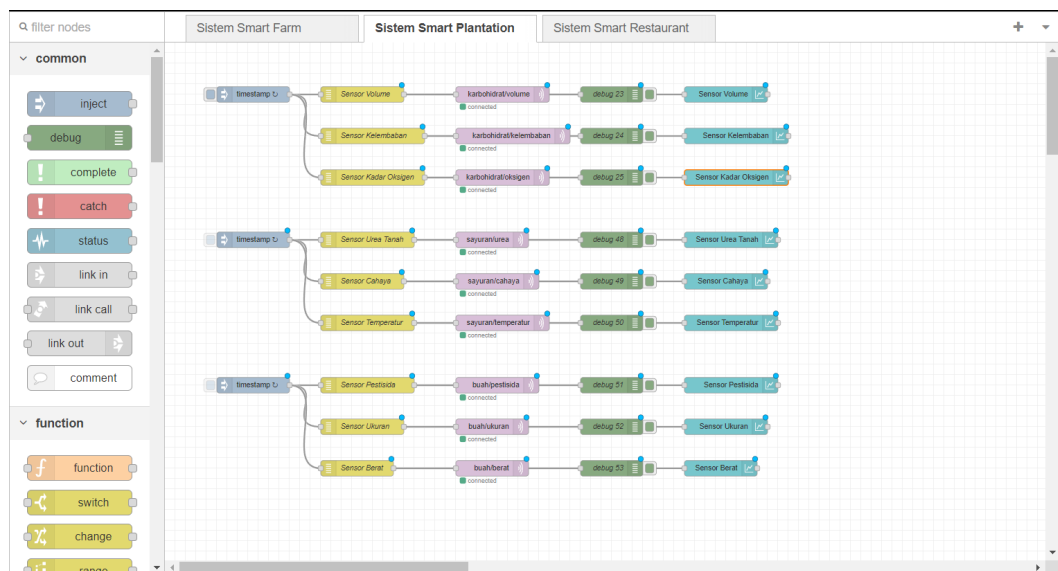 filter nodes
Sistem Smart Farm
Sistem Smart Plantation
Sistem Smart Restaurant
common
inject
debug
complete
catch
status
link in
link call
link out
comment
function
function
switch
change
range
timestamp ↻
Sensor Volume
karbohidrat/volume
connected
debug 23
Sensor Volume
Sensor Kelembaban
karbohidrat/kelembaban
connected
debug 24
Sensor Kelembaban
Sensor Kadar Oksigen
karbohidrat/oksigen
connected
debug 25
Sensor Kadar Oksigen
timestamp ↻
Sensor Urea Tanah
sayuran/urea
connected
debug 48
Sensor Urea Tanah
Sensor Cahaya
sayuran/cahaya
connected
debug 49
Sensor Cahaya
Sensor Temperatur
sayuran/temperatur
connected
debug 50
Sensor Temperatur
timestamp ↻
Sensor Pestisida
buah/pestisida
connected
debug 51
Sensor Pestisida
Sensor Ukuran
buah/ukuran
connected
debug 52
Sensor Ukuran
Sensor Berat
buah/berat
connected
debug 53
Sensor Berat